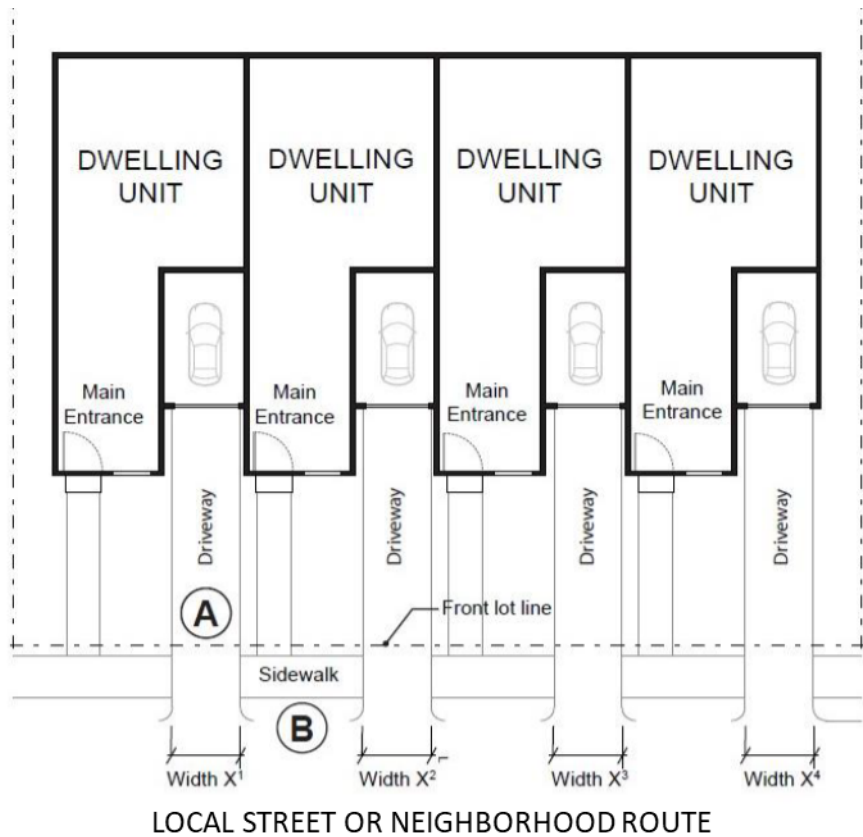 DWELLING
UNIT
DWELLING
UNIT
DWELLING
UNIT
DWELLING
UNIT
Main
Entrance
Main
Entrance
Main
Entrance
Main
Entrance
Driveway
Driveway
Driveway
Driveway
A
Front lot line
Sidewalk
B
Width X¹
Width X²
Width X³
Width X⁴
LOCAL STREET OR NEIGHBORHOOD ROUTE